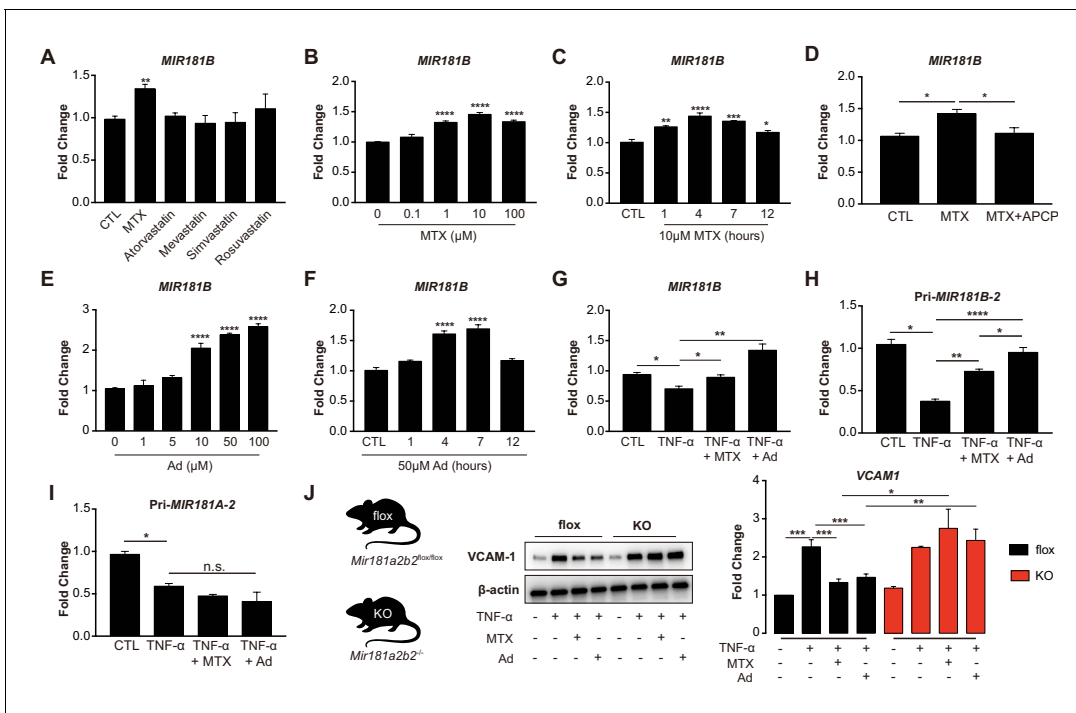 A
MIR181B
Fold Change
1.5
1.0
0.5
0.0
**
CTL
MTX
Atorvastatin
Mevastatin
Simvastatin
Rosuvastatin
B
MIR181B
Fold Change
2.0
1.5
1.0
0.5
0.0
**** **** ****
0 0.1 1 10 100
MTX (µM)
C
MIR181B
Fold Change
2.0
1.5
1.0
0.5
0.0
** **** *** *
CTL 1 4 7 12
10µM MTX (hours)
D
MIR181B
Fold Change
2.0
1.5
1.0
0.5
0.0
* *
CTL MTX MTX+APCP
E
MIR181B
Fold Change
3
2
1
0
**** **** ****
0 1 5 10 50 100
Ad (µM)
F
MIR181B
Fold Change
2.0
1.5
1.0
0.5
0.0
**** ****
CTL 1 4 7 12
50µM Ad (hours)
G
MIR181B
Fold Change
2.0
1.5
1.0
0.5
0.0
**
* *
CTL TNF-α TNF-α TNF-α
+ MTX + Ad
H
Pri-MIR181B-2
Fold Change
1.5
1.0
0.5
0.0
****
* *
**
CTL TNF-α TNF-α TNF-α
+ MTX + Ad
I
Pri-MIR181A-2
Fold Change
1.5
1.0
0.5
0.0
*
n.s.
CTL TNF-α TNF-α TNF-α
+ MTX + Ad
J
flox
Mir181a2b2flox/flox
KO
Mir181a2b2-/-
flox KO
VCAM-1
β-actin
TNF-α - + + + - + + +
MTX - - + - - - + -
Ad - - - + - - - +
VCAM1
Fold Change
4
3
2
1
0
*
**
***
*** ***
flox
KO
TNF-α - + + + - + + +
MTX - - + - - - + -
Ad - - - + - - - +